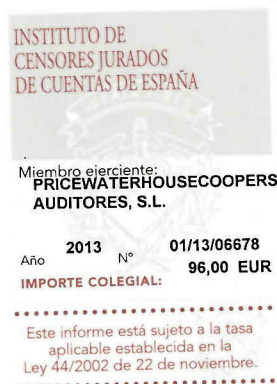 INSTITUTO DE
CENSORES JURADOS
DE CUENTAS DE ESPAÑA
Miembro ejerciente:
PRICEWATERHOUSECOOPERS
AUDITORES, S.L.
Año 2013 Nº 01/13/06678
96,00 EUR
IMPORTE COLEGIAL:
Este informe está sujeto a la tasa
aplicable establecida en la
Ley 44/2002 de 22 de noviembre.